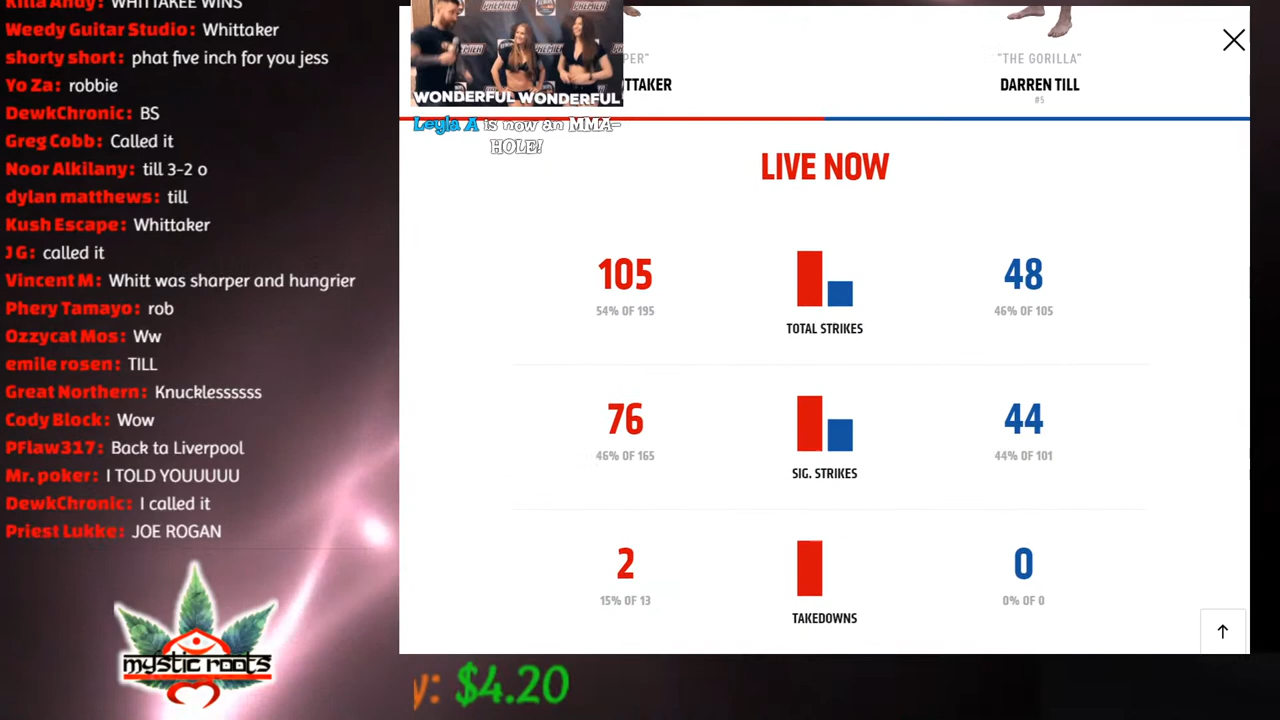 Killa Andy: WHITTAKEE WINS
Weedy Guitar Studio: Whittaker
shorty short: phat five inch for you jess
Yo Za: robbie
DewkChronic: BS
Greg Cobb: Called it
Noor Alkilany: till 3-2 o
dylan matthews: till
Kush Escape: Whittaker
J G: called it
Vincent M: Whitt was sharper and hungrier
Phery Tamayo: rob
Ozzycat Mos: Ww
emile rosen: TILL
Great Northern: Knucklesssss
Cody Block: Wow
PFlaw317: Back ta Liverpool
Mr. poker: I TOLD YOUUUUU
DewkChronic: I called it
Priest Lukke: JOE ROGAN
mystic roots
PREMIER
WONDERFUL WONDERFUL
Leyla A is now an MMA-
HOLE!
PER"
TTAKER
"THE GORILLA"
DARREN TILL
#5
LIVE NOW
105 48
54% OF 195 46% OF 105
TOTAL STRIKES
76 44
46% OF 165 44% OF 101
SIG. STRIKES
2 0
15% OF 13 0% OF 0
TAKEDOWNS
y: $4.20